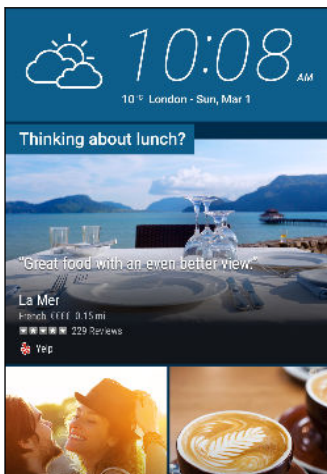 10:08 AM
10 °C London - Sun, Mar 1
Thinking about lunch?
"Great food with an even better view."
La Mer
French, €€€€ 0.15 mi
229 Reviews
Yelp